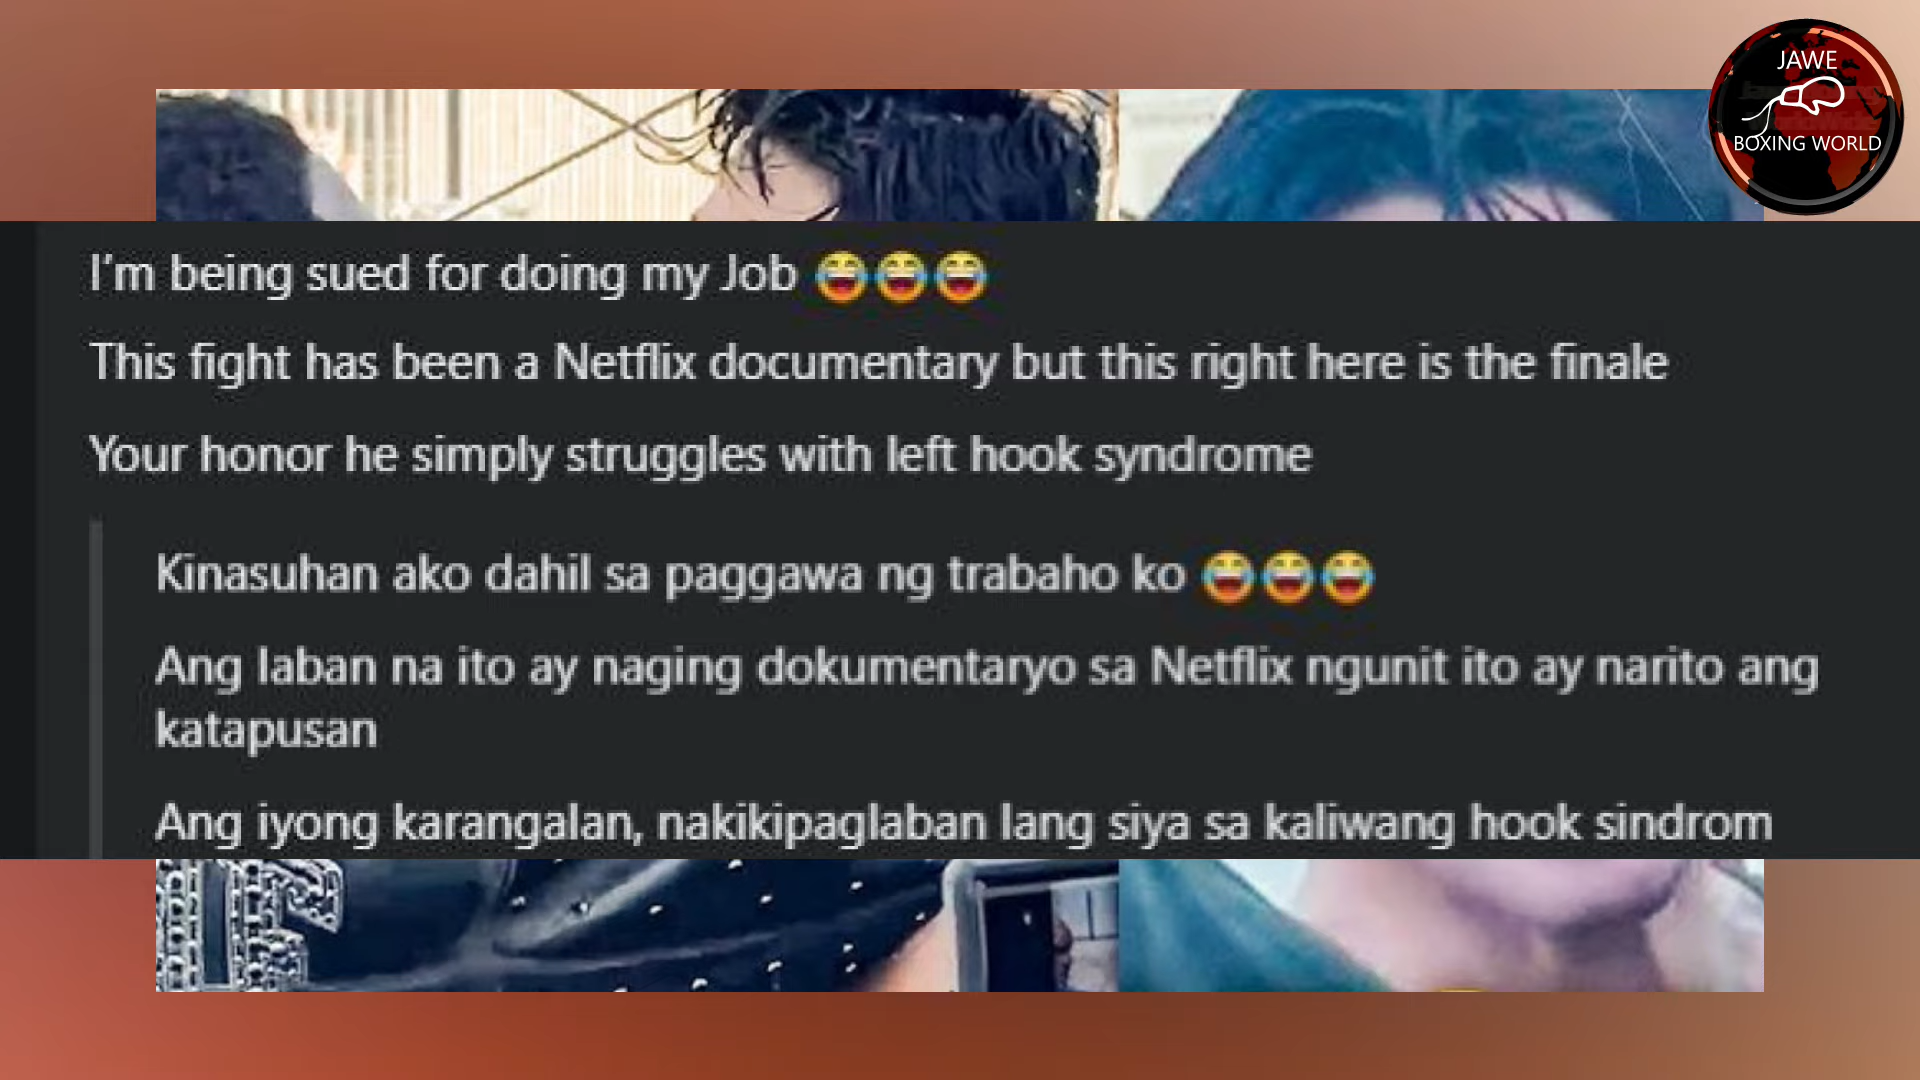 JAWE
BOXING WORLD
I'm being sued for doing my Job 😂😂😂
This fight has been a Netflix documentary but this right here is the finale
Your honor he simply struggles with left hook syndrome
Kinasuhan ako dahil sa paggawa ng trabaho ko 😂😂😂
Ang laban na ito ay naging dokumentaryo sa Netflix ngunit ito ay narito ang
katapusan
Ang iyong karangalan, nakikipaglaban lang siya sa kaliwang hook sindrom